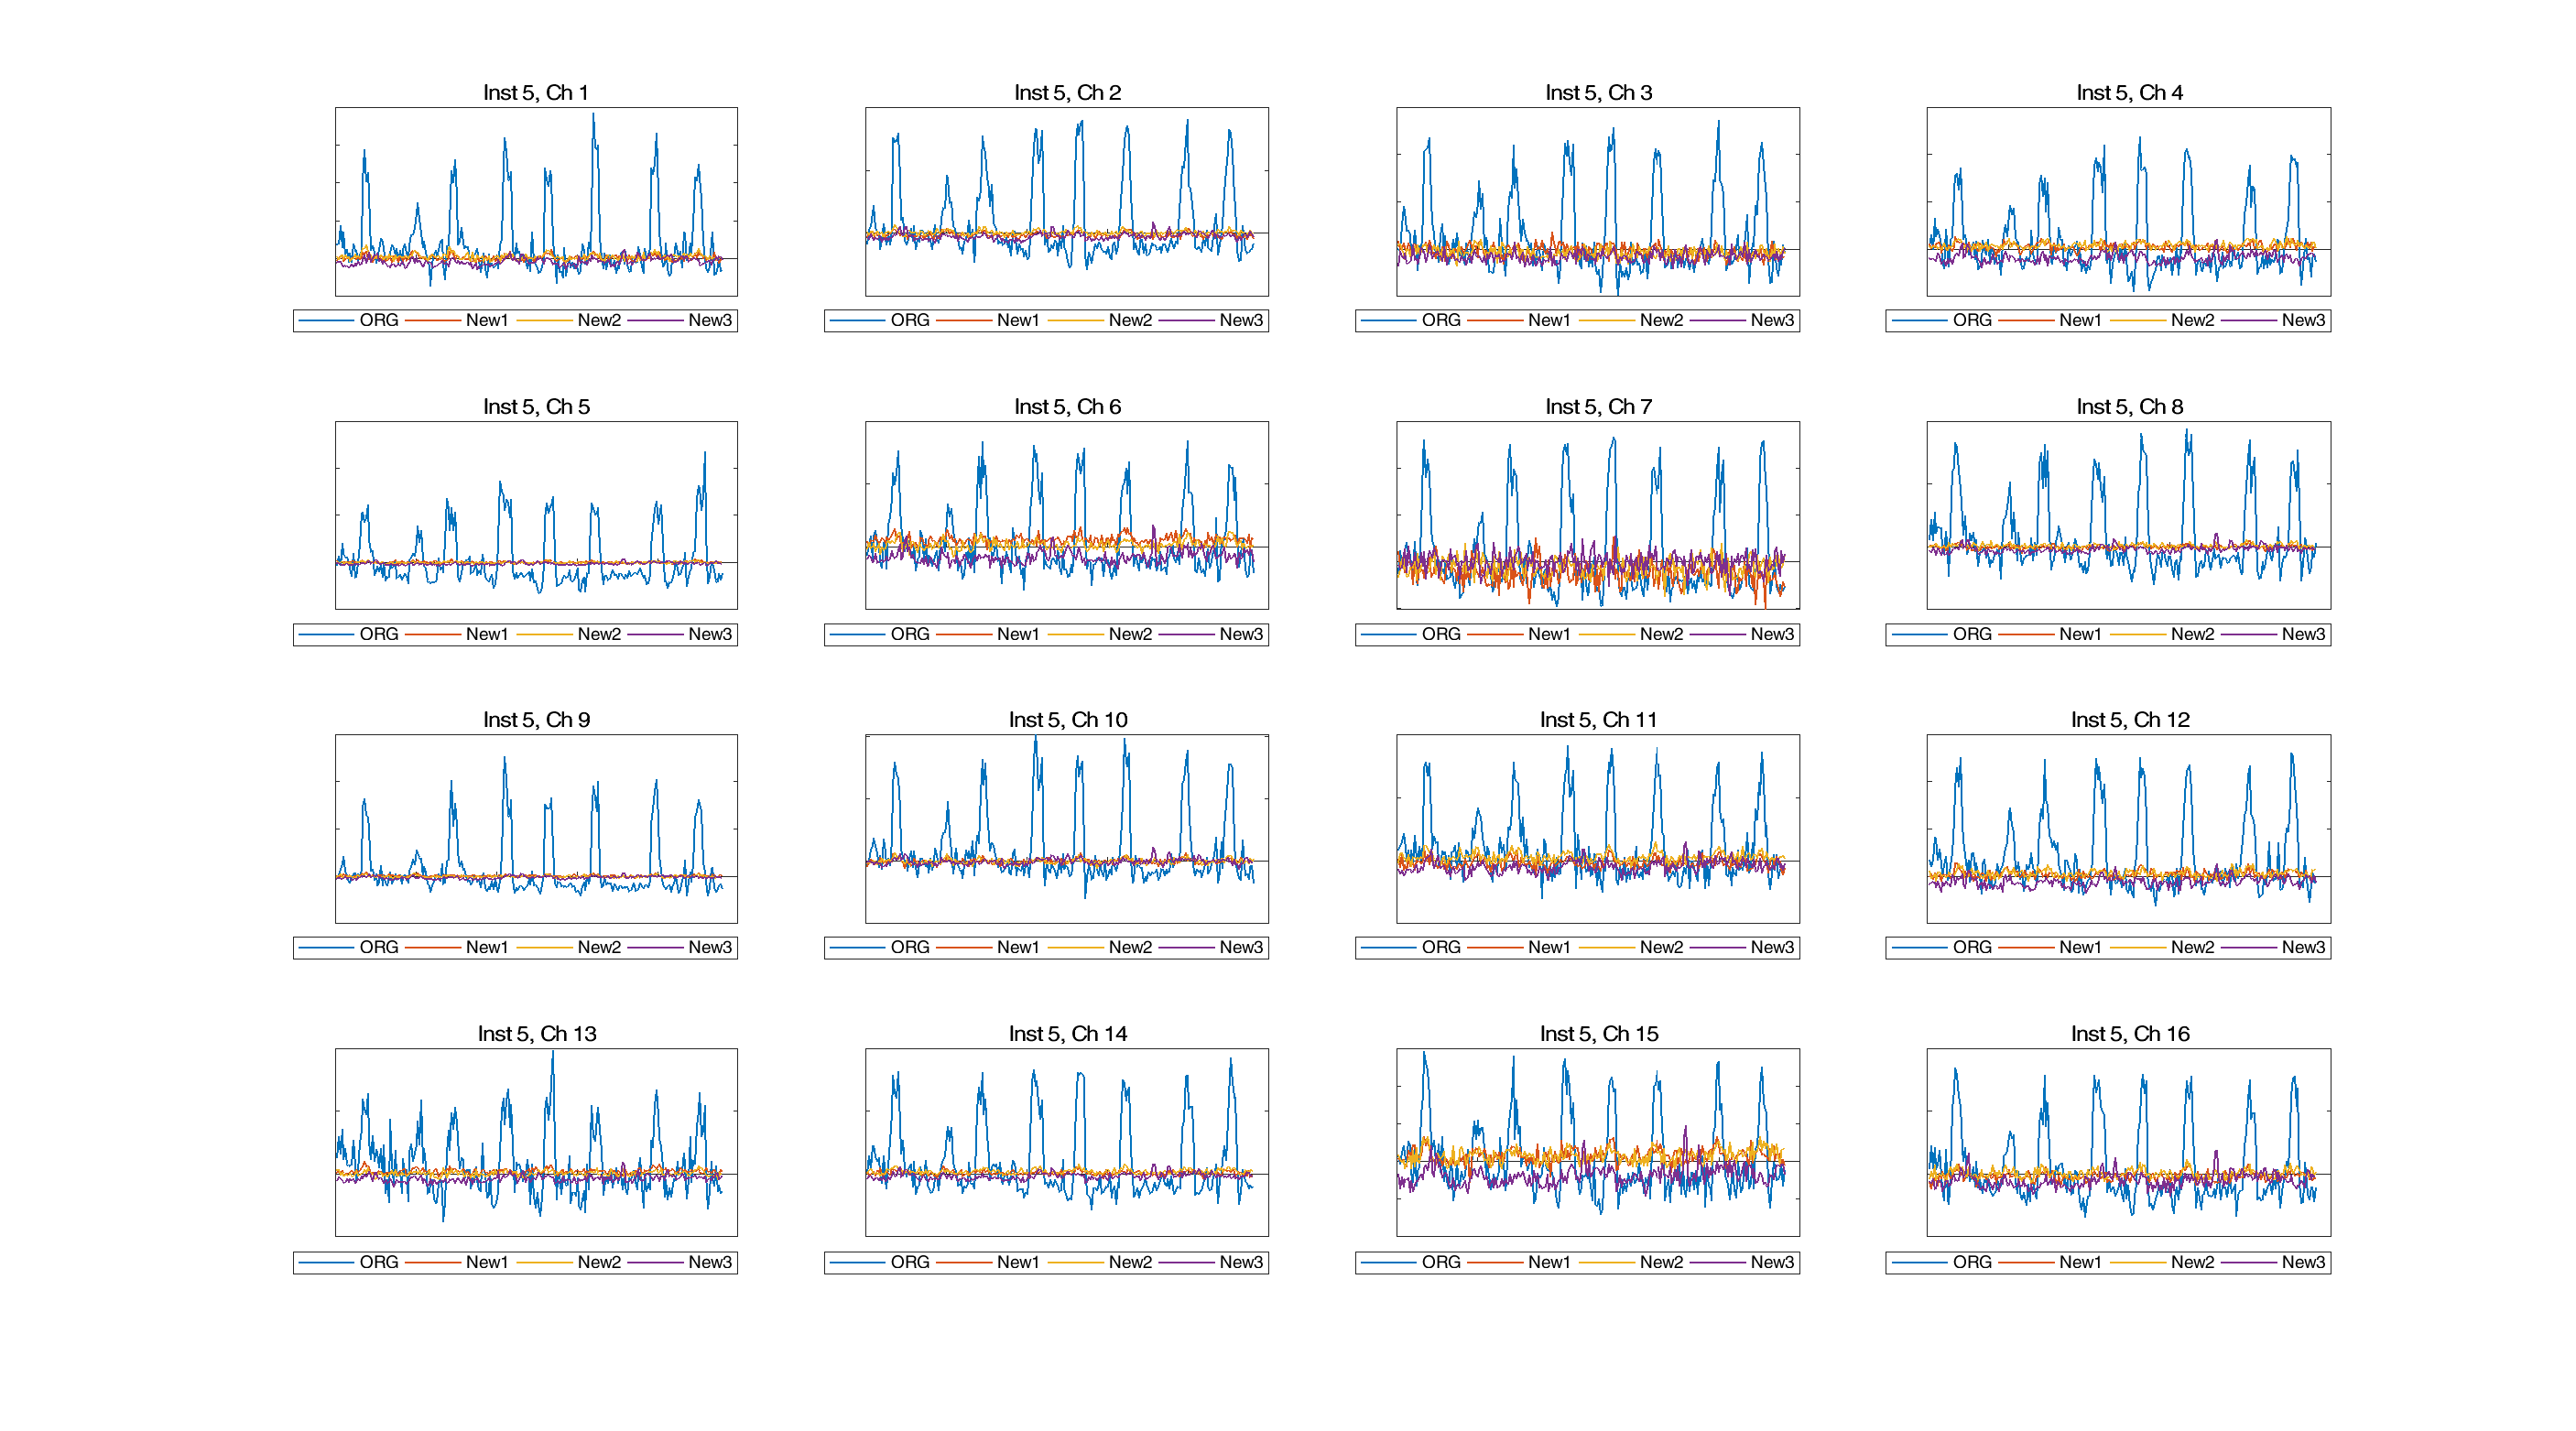 Inst 5, Ch 1
Inst 5, Ch 2
Inst 5, Ch 3
Inst 5, Ch 4
ORG New1 New2 New3
ORG New1 New2 New3
ORG New1 New2 New3
ORG New1 New2 New3
Inst 5, Ch 5
Inst 5, Ch 6
Inst 5, Ch 7
Inst 5, Ch 8
ORG New1 New2 New3
ORG New1 New2 New3
ORG New1 New2 New3
ORG New1 New2 New3
Inst 5, Ch 9
Inst 5, Ch 10
Inst 5, Ch 11
Inst 5, Ch 12
ORG New1 New2 New3
ORG New1 New2 New3
ORG New1 New2 New3
ORG New1 New2 New3
Inst 5, Ch 13
Inst 5, Ch 14
Inst 5, Ch 15
Inst 5, Ch 16
ORG New1 New2 New3
ORG New1 New2 New3
ORG New1 New2 New3
ORG New1 New2 New3